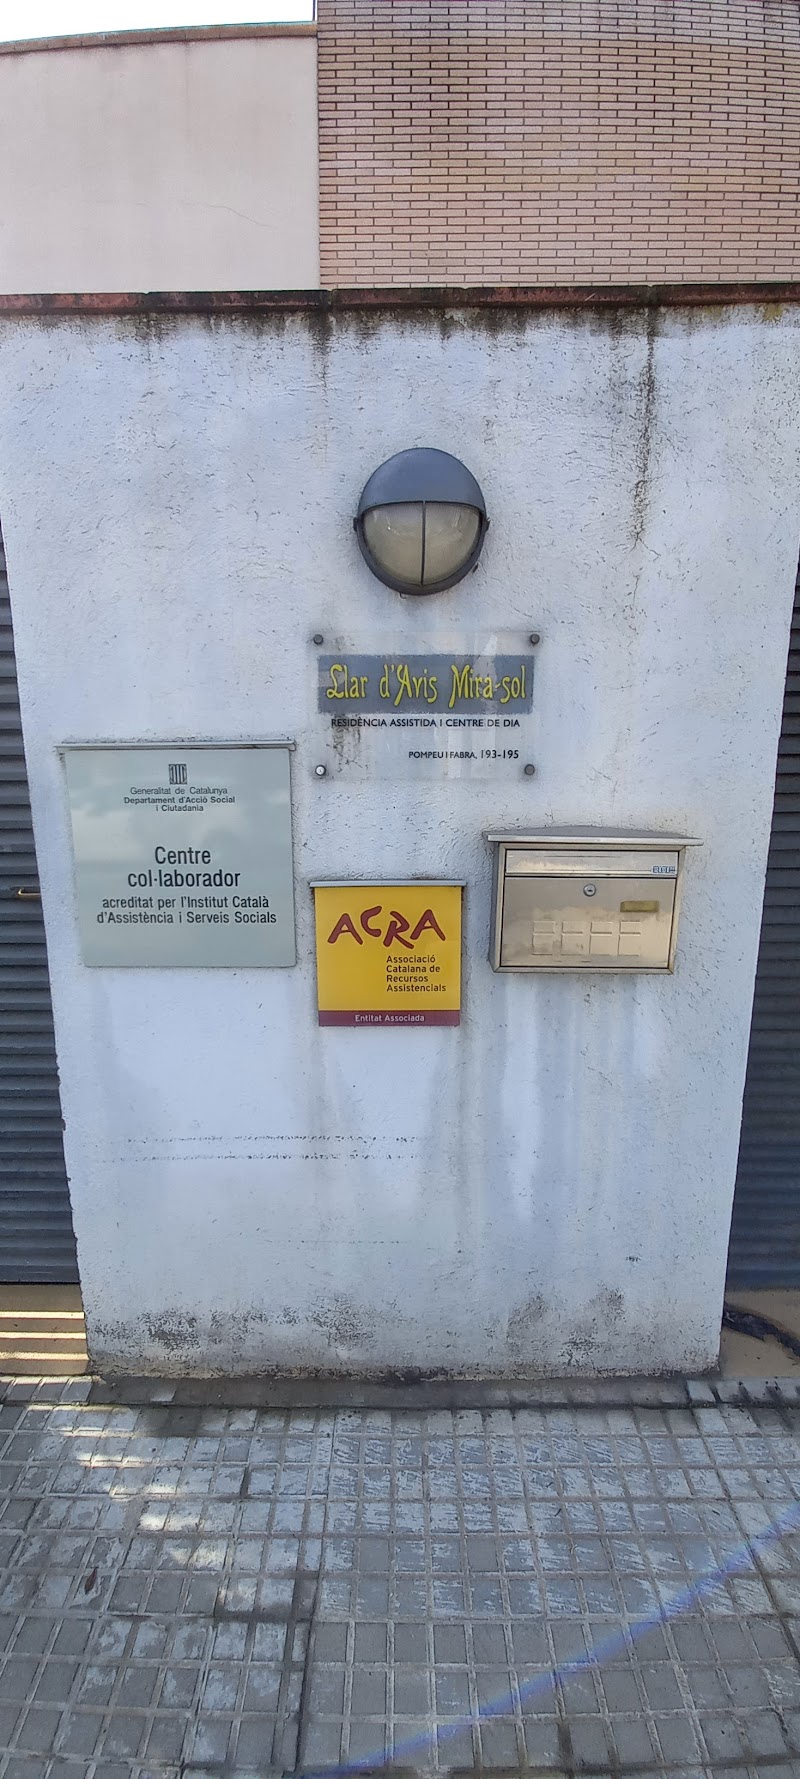 Llar d'Avis Mira-sol
RESIDÈNCIA ASSISTIDA I CENTRE DE DIA
POMPEU I FABRA, 193-195
Generalitat de Catalunya
Departament d'Acció Social
i Ciutadania
Centre
col·laborador
acreditat per l'Institut Català
d'Assistència i Serveis Socials
ACRA
Associació
Catalana de
Recursos
Assistencials
Entitat Associada